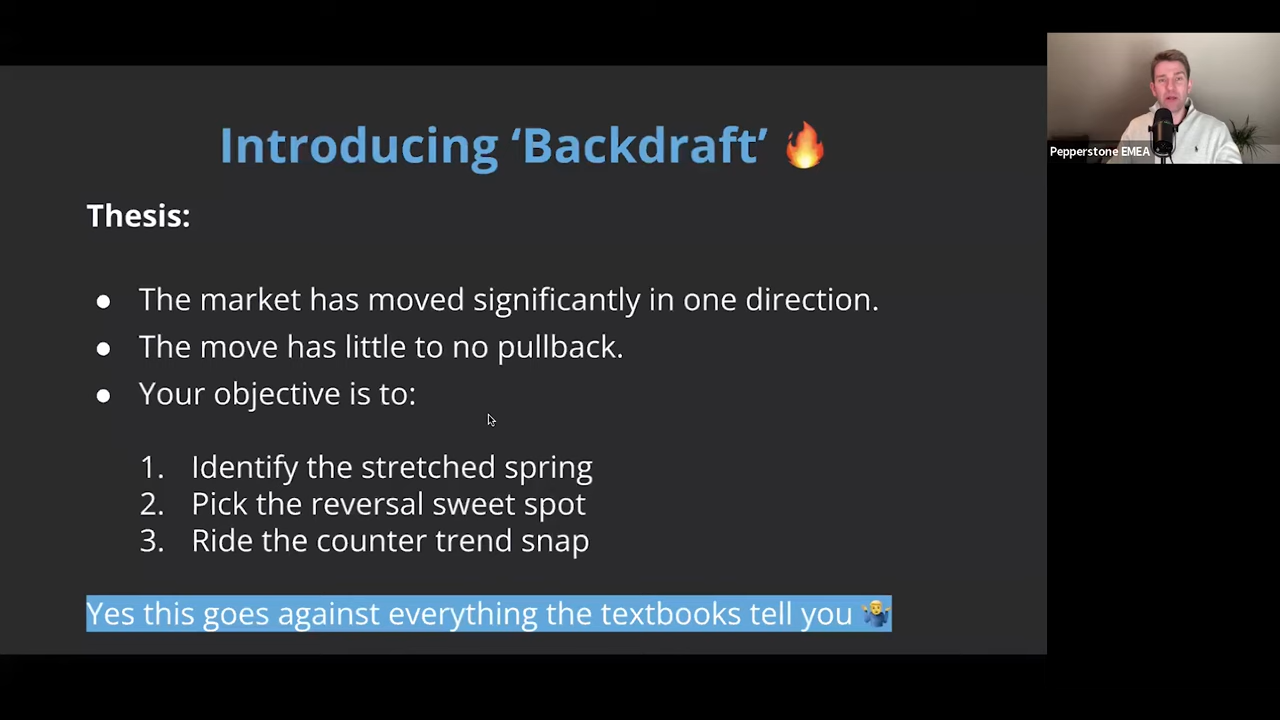 Introducing ‘Backdraft’ 🔥
Thesis:
● The market has moved significantly in one direction.
● The move has little to no pullback.
● Your objective is to:
1. Identify the stretched spring
2. Pick the reversal sweet spot
3. Ride the counter trend snap
Yes this goes against everything the textbooks tell you 🤷‍♂️
Pepperstone EMEA